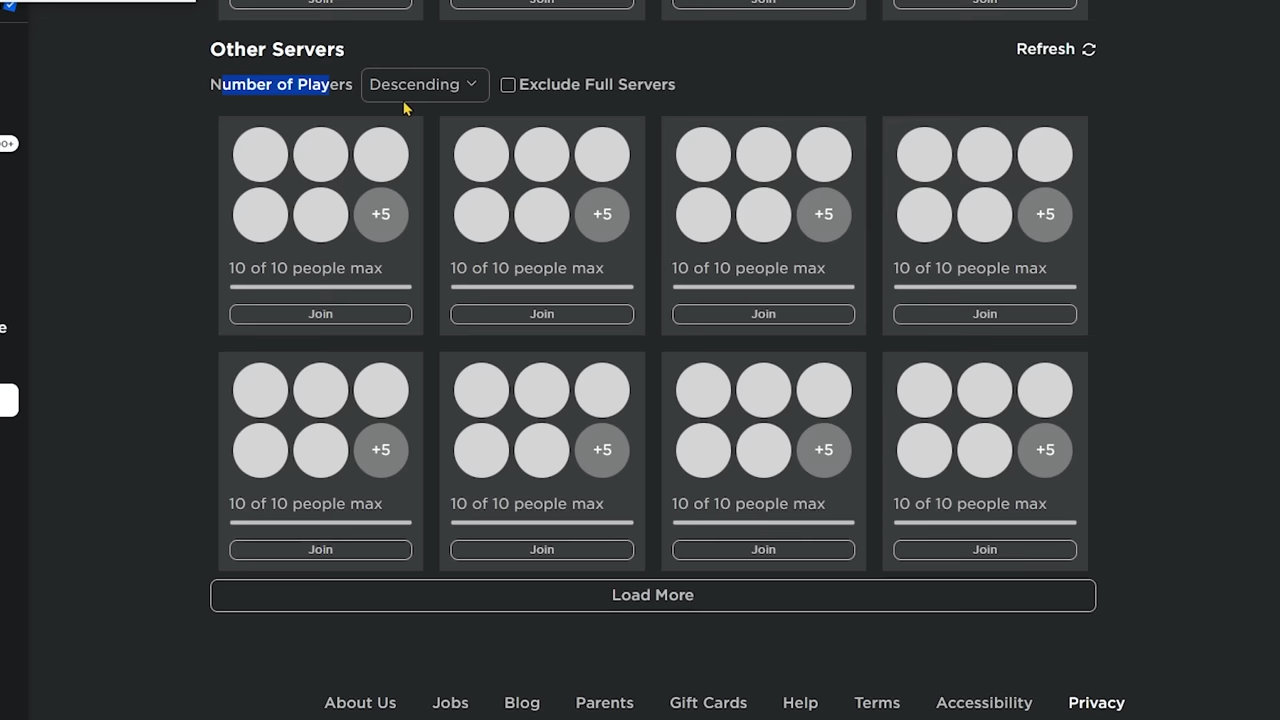 Join Join Join Join
Other Servers Refresh
Number of Players Descending Exclude Full Servers
+5 +5 +5 +5
10 of 10 people max 10 of 10 people max 10 of 10 people max 10 of 10 people max
Join Join Join Join
+5 +5 +5 +5
10 of 10 people max 10 of 10 people max 10 of 10 people max 10 of 10 people max
Join Join Join Join
Load More
About Us Jobs Blog Parents Gift Cards Help Terms Accessibility Privacy